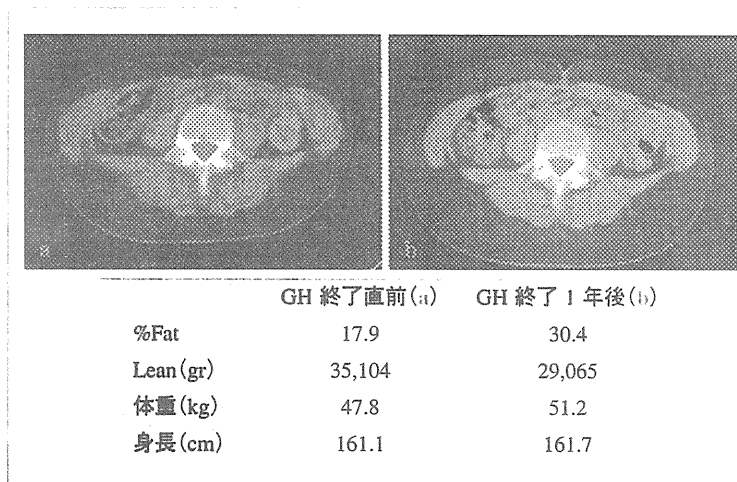 a
b
GH 終了直前(a) GH 終了1年後(b)
%Fat 17.9 30.4
Lean(gr) 35,104 29,065
体重(kg) 47.8 51.2
身長(cm) 161.1 161.7